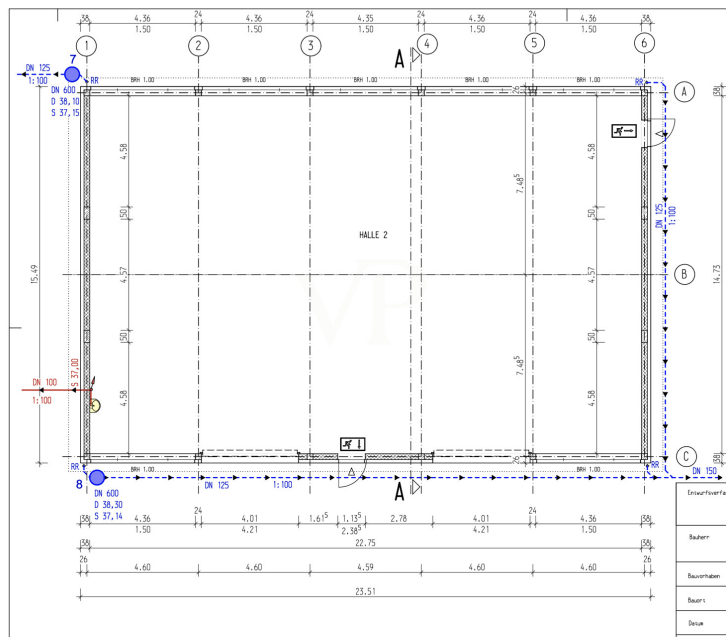 38 4.36 24 4.36 24 4.35 24 4.36 24 4.36 38
1.50 1.50 1.50 1.50 1.50
1 2 3 4 5 6
A
7
DN 125
1:100
RR
BRH 1.00 BRH 1.00 BRH 1.00 BRH 1.00 BRH 1.00
RR
DN 600
D 38,10
S 37,15
26
A
38
4.58
7.48⁵
4.58
50
50
DN 125
1:100
HALLE 2
15.49
4.57
4.57
B
14.73
VP
50
50
S 37,00
DN 100
1:100
4.58
7.48⁵
4.58
RR
BRH 1.00
26
BRH 1.00
RR
C
38
8
DN 125
1:100
DN 150
A
DN 600
D 38,30
S 37,14
24 24
38 4.36 4.01 1.61⁵ 1.13⁵ 2.78 4.01 4.36 38
1.50 4.21 2.38⁵ 4.21 1.50
38 22.75 38
26 4.60 4.60 4.59 4.60 4.60 26
23.51
Entwurfsverfa
Bauherr
Bauvorhaben
Bauort
Datum